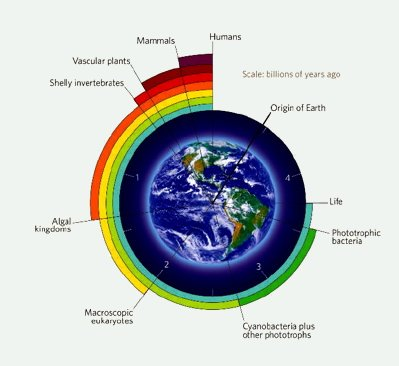 Humans
Mammals
Vascular plants
Shelly invertebrates
Scale: billions of years ago
Origin of Earth
1
4
Life
Algal
kingdoms
Phototrophic
bacteria
2
3
Macroscopic
eukaryotes
Cyanobacteria plus
other phototrophs